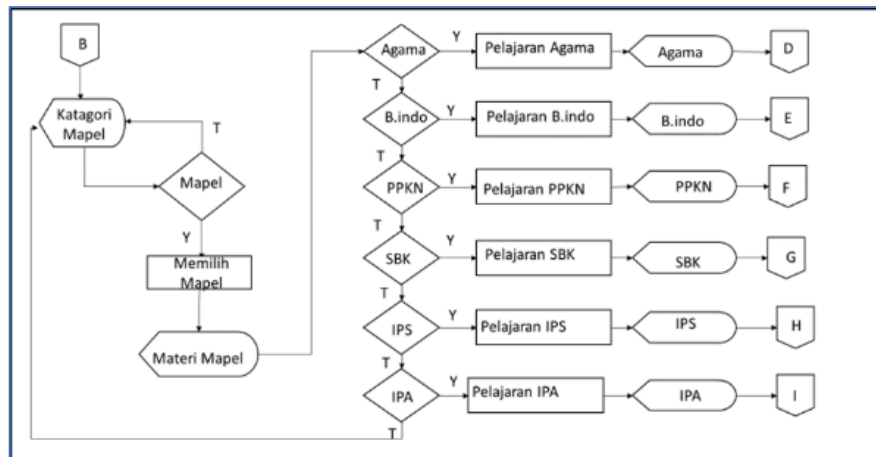 B
Katagori
Mapel
T
Mapel
Y
Memilih
Mapel
Materi Mapel
Agama
Y
Pelajaran Agama
Agama
D
T
B.indo
Y
Pelajaran B.indo
B.indo
E
T
PPKN
Y
Pelajaran PPKN
PPKN
F
T
SBK
Y
Pelajaran SBK
SBK
G
T
IPS
Y
Pelajaran IPS
IPS
H
T
IPA
Y
Pelajaran IPA
IPA
I
T